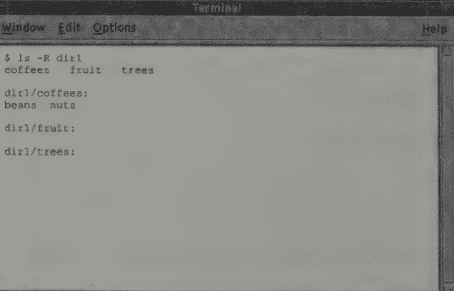 Terminal
Window Edit Options Help
$ ls -R dir1
coffees fruit trees
dir1/coffees:
beans nuts
dir1/fruit:
dir1/trees: